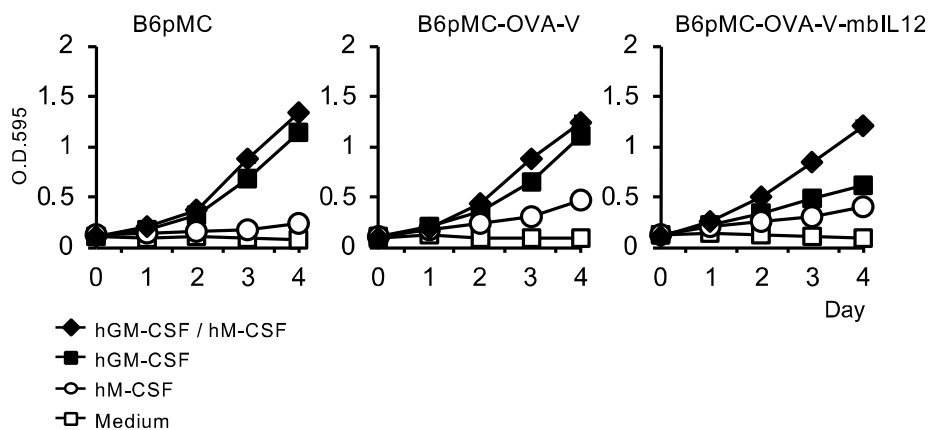 B6pMC B6pMC-OVA-V B6pMC-OVA-V-mbIL12
2 2 2
1.5 1.5 1.5
1 1 1
0.5 0.5 0.5
0 0 0
O.D.595
0 1 2 3 4 0 1 2 3 4 0 1 2 3 4
Day
hGM-CSF / hM-CSF
hGM-CSF
hM-CSF
Medium